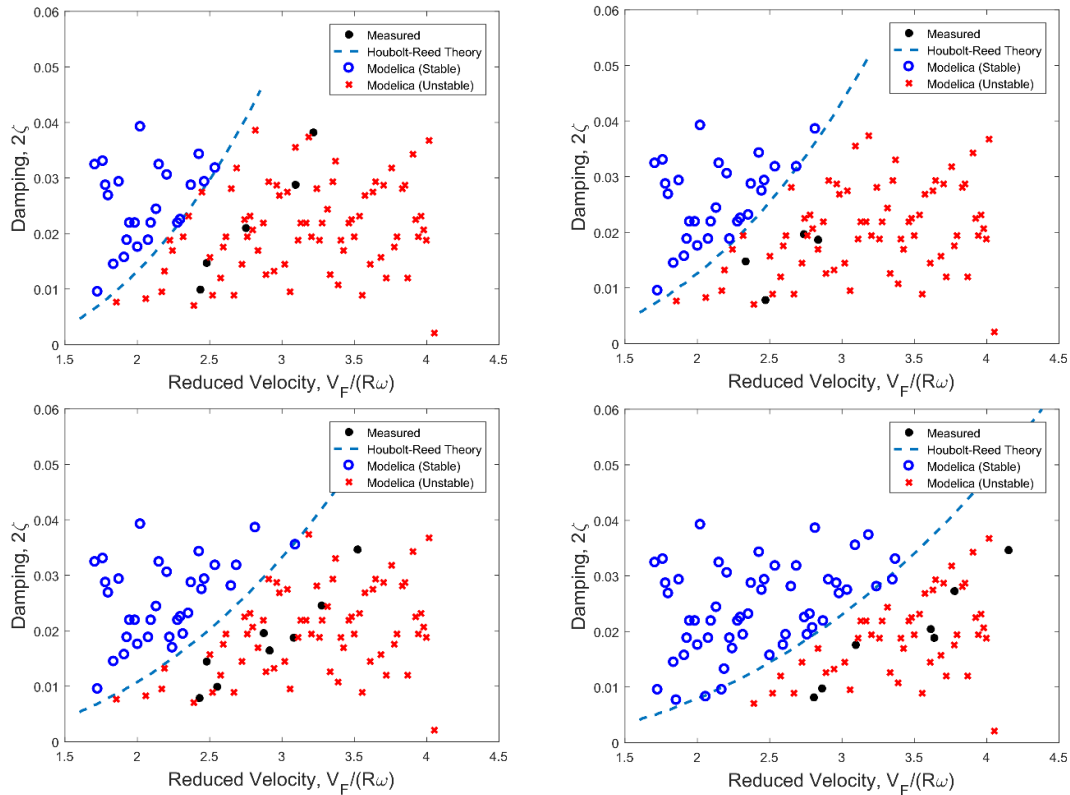 0.06
0.05
0.04
0.03
0.02
0.01
0
Damping, 2ζ
Measured
Houbolt-Reed Theory
Modelica (Stable)
Modelica (Unstable)
1.5 2 2.5 3 3.5 4 4.5
Reduced Velocity, V_F/(Rω)
0.06
0.05
0.04
0.03
0.02
0.01
0
Damping, 2ζ
Measured
Houbolt-Reed Theory
Modelica (Stable)
Modelica (Unstable)
1.5 2 2.5 3 3.5 4 4.5
Reduced Velocity, V_F/(Rω)
0.06
0.05
0.04
0.03
0.02
0.01
0
Damping, 2ζ
Measured
Houbolt-Reed Theory
Modelica (Stable)
Modelica (Unstable)
1.5 2 2.5 3 3.5 4 4.5
Reduced Velocity, V_F/(Rω)
0.06
0.05
0.04
0.03
0.02
0.01
0
Damping, 2ζ
Measured
Houbolt-Reed Theory
Modelica (Stable)
Modelica (Unstable)
1.5 2 2.5 3 3.5 4 4.5
Reduced Velocity, V_F/(Rω)